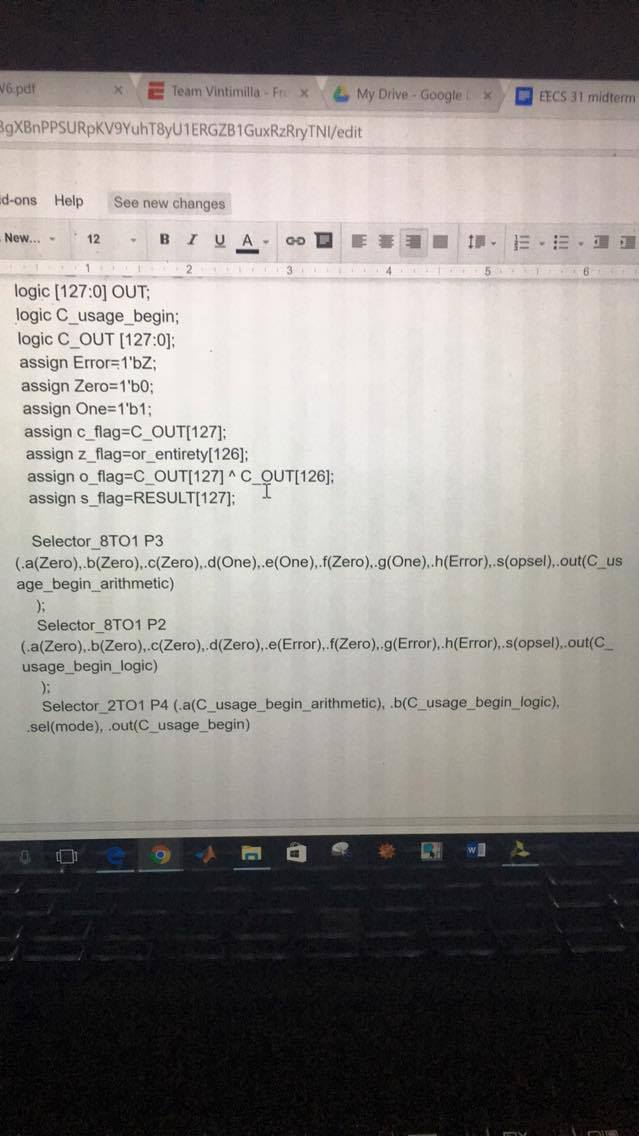 V6.pdf × Team Vintimilla - Fr × My Drive - Google × EECS 31 midterm
BgXBnPPSURpKV9YuhT8yU1ERGZB1GuxRzRryTNI/edit
d-ons Help See new changes
New... 12 B I U A
1 2 3 4 5 6
logic [127:0] OUT;
logic C_usage_begin;
logic C_OUT [127:0];
assign Error=1'bZ;
assign Zero=1'b0;
assign One=1'b1;
assign c_flag=C_OUT[127];
assign z_flag=or_entirety[126];
assign o_flag=C_OUT[127] ^ C_OUT[126];
assign s_flag=RESULT[127];
Selector_8TO1 P3
(.a(Zero),.b(Zero),.c(Zero),.d(One),.e(One),.f(Zero),.g(One),.h(Error),.s(opsel),.out(C_us
age_begin_arithmetic)
);
Selector_8TO1 P2
(.a(Zero),.b(Zero),.c(Zero),.d(Zero),.e(Error),.f(Zero),.g(Error),.h(Error),.s(opsel),.out(C_
usage_begin_logic)
);
Selector_2TO1 P4 (.a(C_usage_begin_arithmetic), .b(C_usage_begin_logic),
.sel(mode), .out(C_usage_begin)